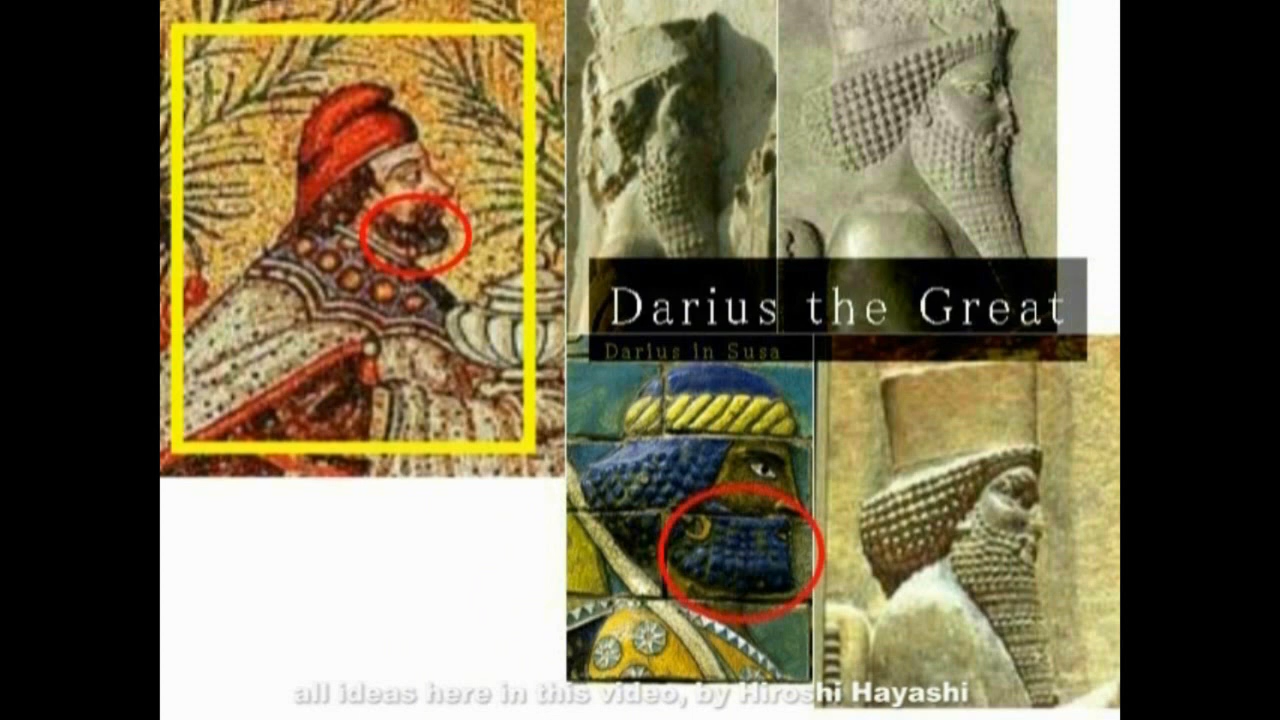 Darius the Great
Darius in Susa
all ideas here in this video, by Hiroshi Hayashi